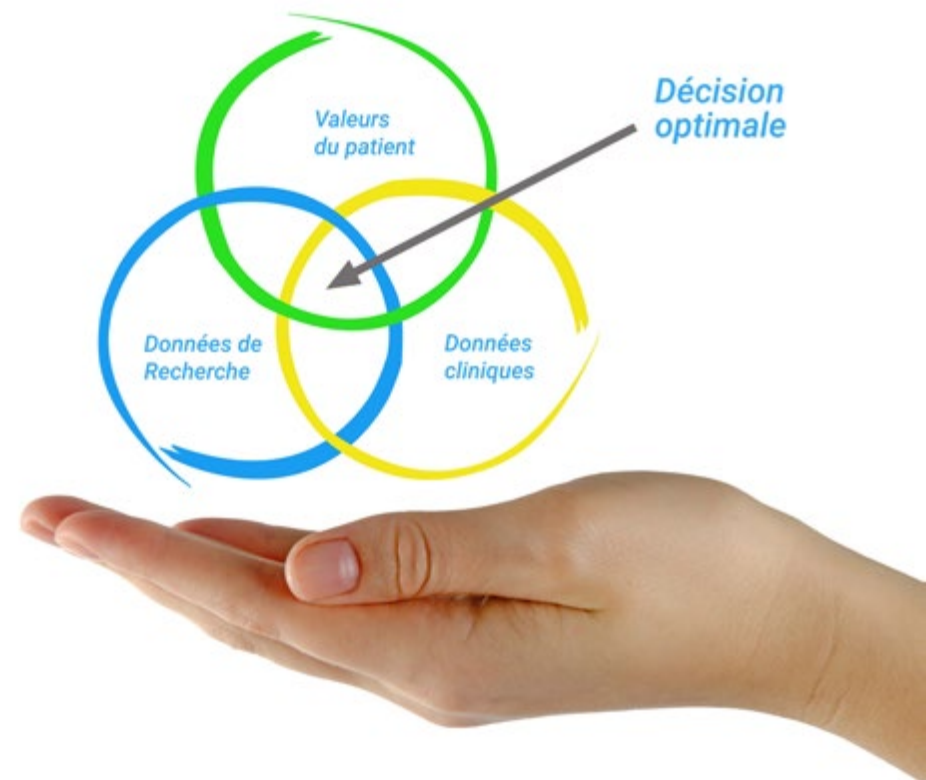 Valeurs
du patient
Décision
optimale
Données de
Recherche
Données
cliniques